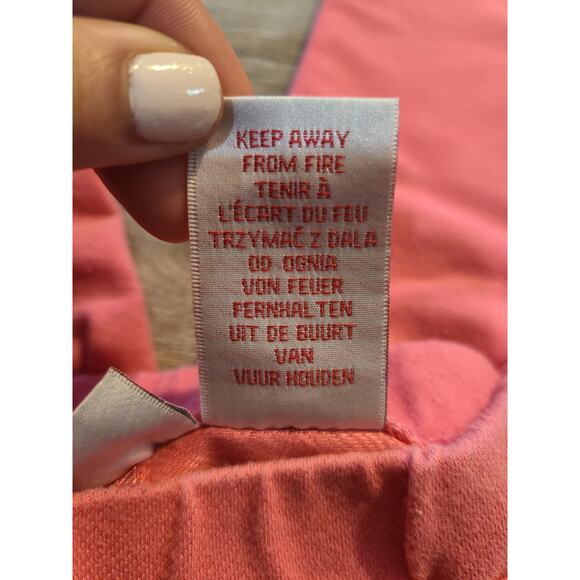 KEEP AWAY
FROM FIRE
TENIR À
L'ÉCART DU FEU
TRZYMAĆ Z DALA
OD OGNIA
VON FEUER
FERNHALTEN
UIT DE BUURT
VAN
VUUR HOUDEN